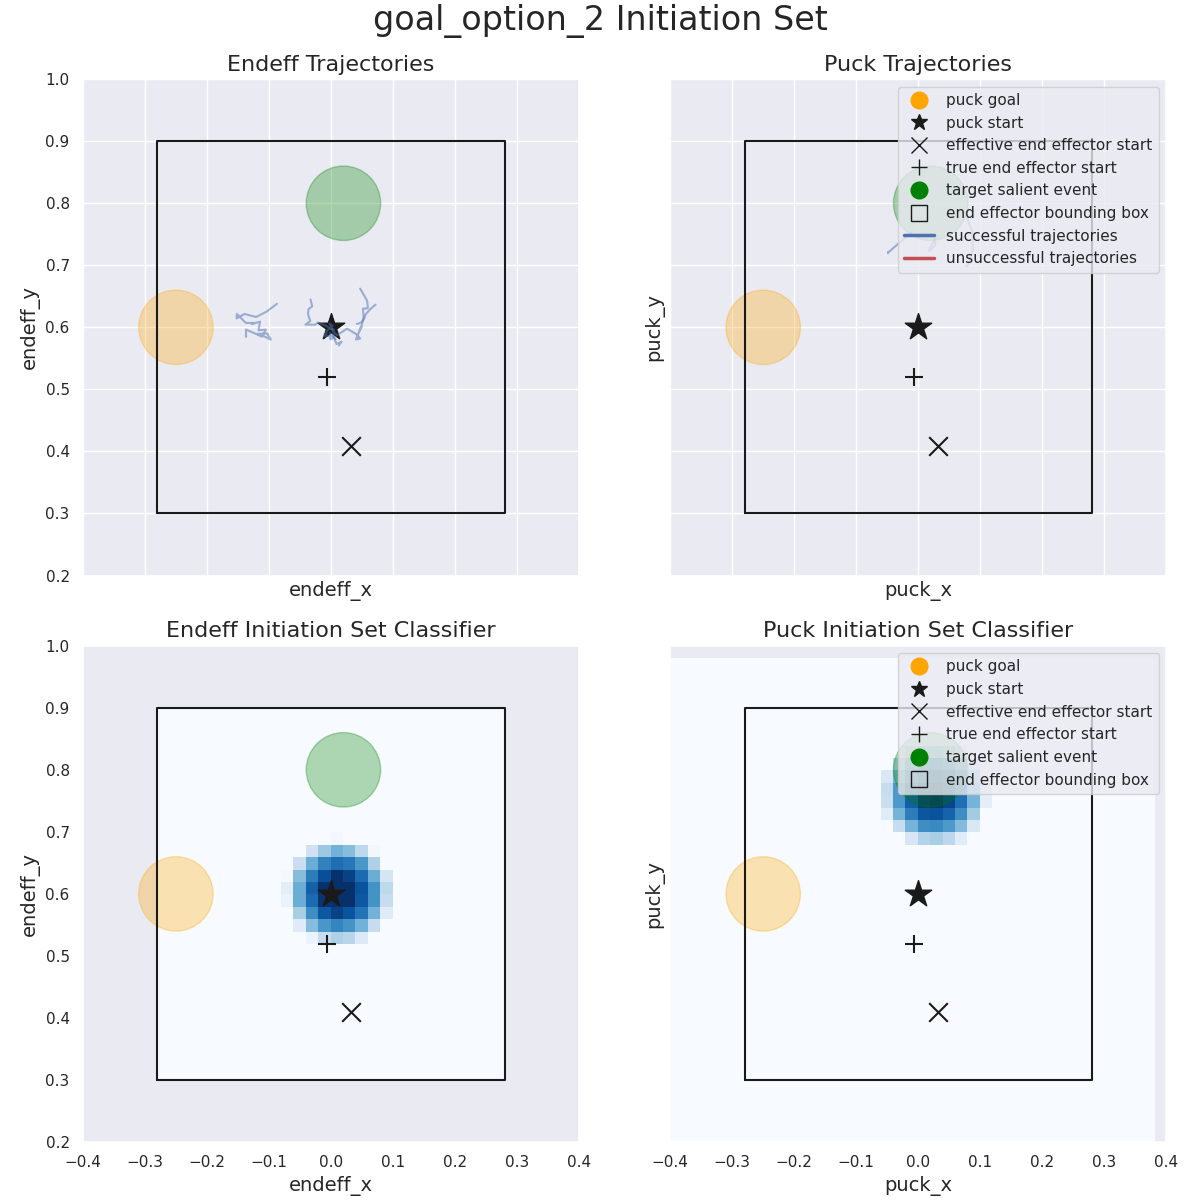 goal_option_2 Initiation Set
Endeff Trajectories
Puck Trajectories
1.0
0.9
0.8
0.7
0.6
0.5
0.4
0.3
0.2
endeff_y
endeff_x
puck_y
puck_x
puck goal
puck start
effective end effector start
true end effector start
target salient event
end effector bounding box
successful trajectories
unsuccessful trajectories
Endeff Initiation Set Classifier
Puck Initiation Set Classifier
1.0
0.9
0.8
0.7
0.6
0.5
0.4
0.3
0.2
endeff_y
−0.4 −0.3 −0.2 −0.1 0.0 0.1 0.2 0.3 0.4
endeff_x
puck_y
puck goal
puck start
effective end effector start
true end effector start
target salient event
end effector bounding box
−0.4 −0.3 −0.2 −0.1 0.0 0.1 0.2 0.3 0.4
puck_x